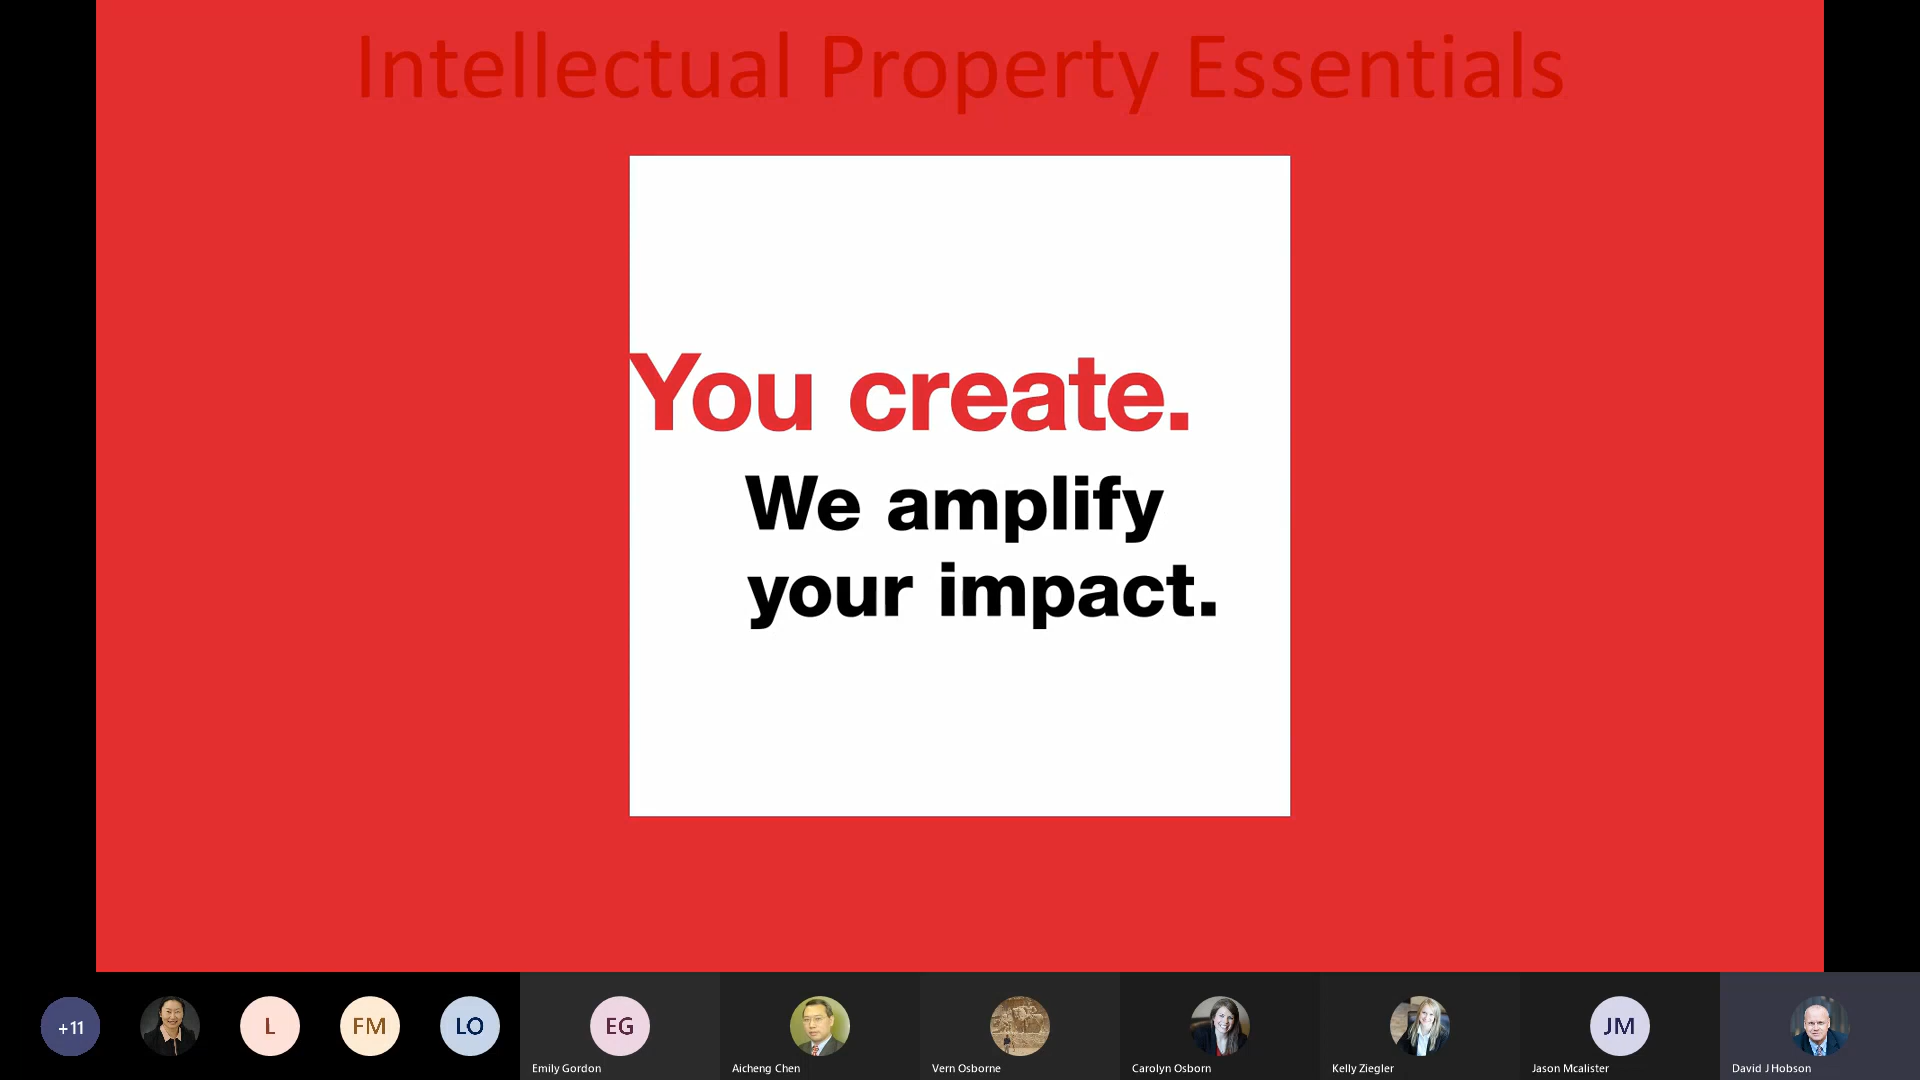 Intellectual Property Essentials
You create.
We amplify
your impact.
+11
L
FM
LO
EG
JM
Emily Gordon
Aicheng Chen
Vern Osborne
Carolyn Osborn
Kelly Ziegler
Jason Mcalister
David J Hobson